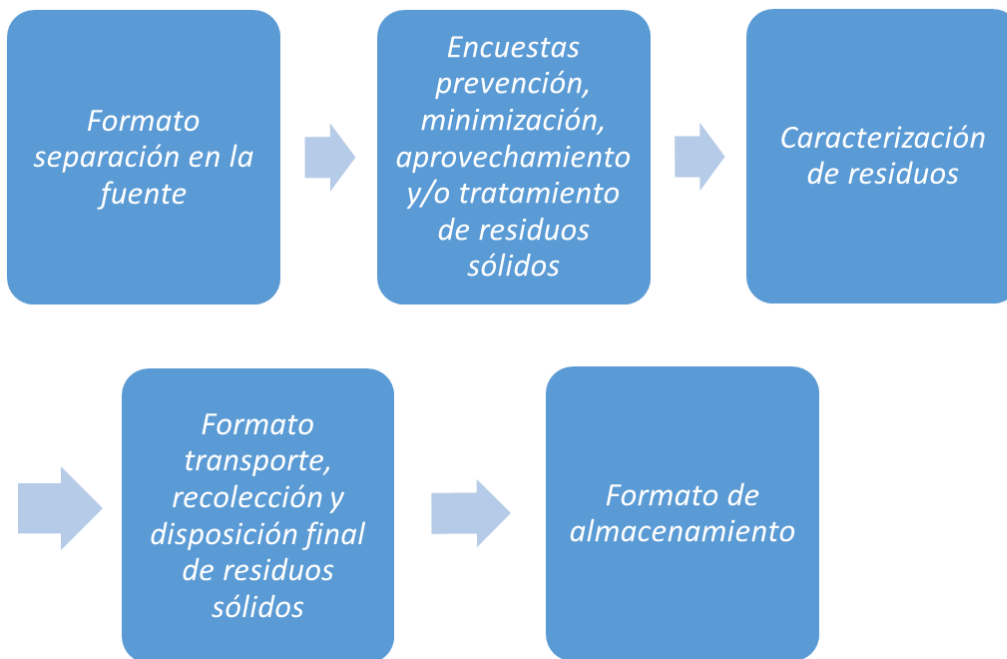 Formato
separación en la
fuente
Encuestas
prevención,
minimización,
aprovechamiento
y/o tratamiento
de residuos
sólidos
Caracterización
de residuos
Formato
transporte,
recolección y
disposición final
de residuos
sólidos
Formato de
almacenamiento